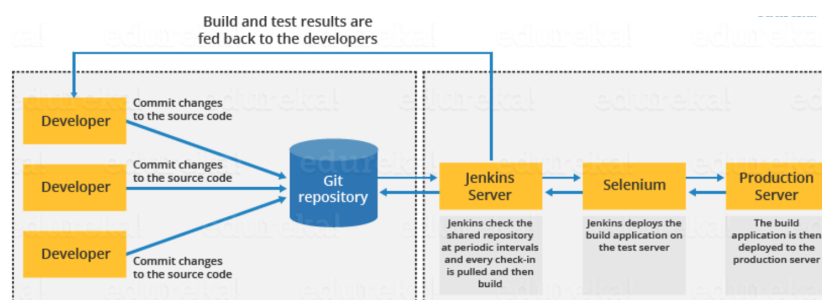 Build and test results are
fed back to the developers
Developer
Commit changes
to the source code
Developer
Commit changes
to the source code
Developer
Commit changes
to the source code
Git
repository
Jenkins
Server
Selenium
Production
Server
Jenkins check the
shared repository
at periodic intervals
and every check-in
is pulled and then
build
Jenkins deploys the
build application on
the test server
The build
application is then
deployed to the
production server
edureka!